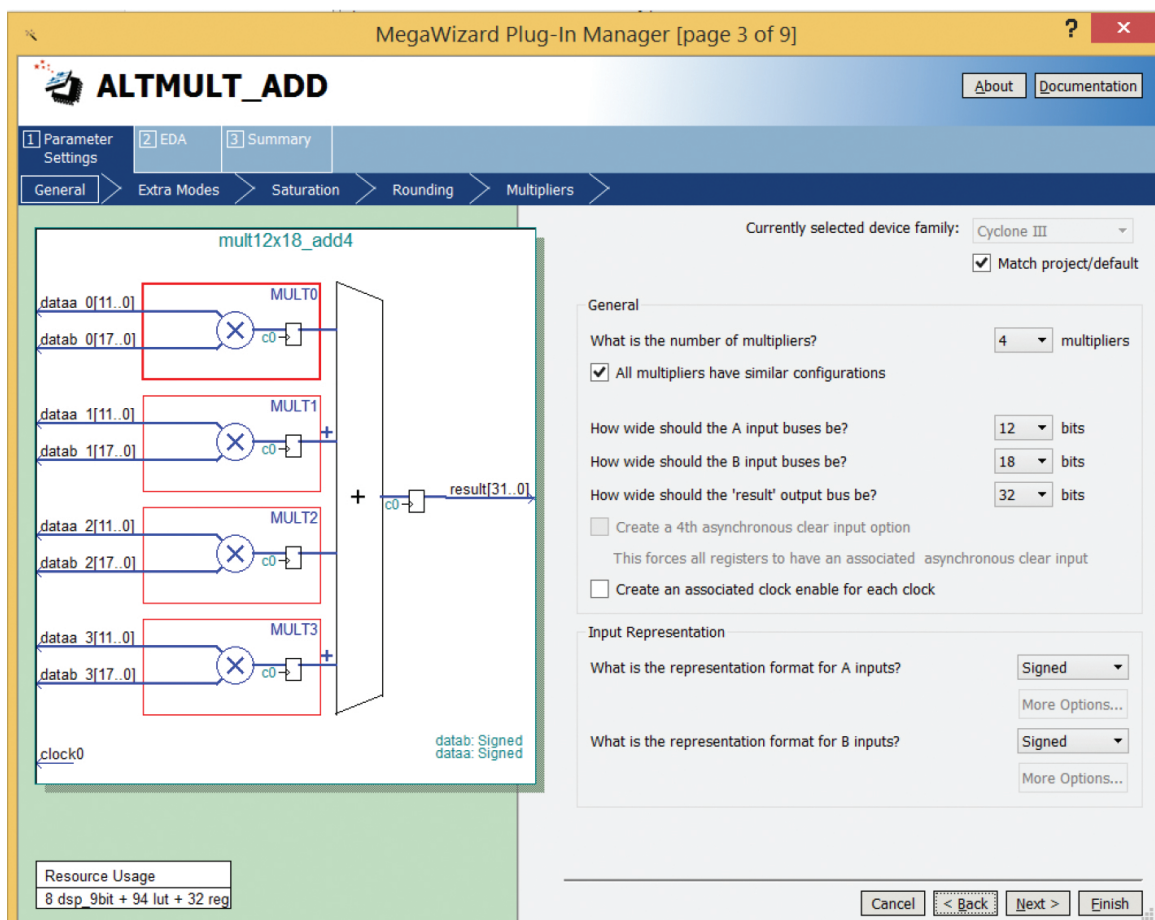 MegaWizard Plug-In Manager [page 3 of 9]
?
x
ALTMULT_ADD
About
Documentation
1 Parameter Settings
2 EDA
3 Summary
General
Extra Modes
Saturation
Rounding
Multipliers
mult12x18_add4
MULT0
dataa_0[11..0]
databb_0[17..0]
c0
MULT1
dataa_1[11..0]
datab_1[17..0]
+
c0
MULT2
dataa_2[11..0]
datab_2[17..0]
c0
MULT3
dataa_3[11..0]
datab_3[17..0]
+
c0
+
c0
result[31..0]
clock0
datab: Signed
dataa: Signed
Resource Usage
8 dsp_9bit + 94 lut + 32 reg
Currently selected device family:
Cyclone III
Match project/default
General
What is the number of multipliers?
4
multipliers
All multipliers have similar configurations
How wide should the A input buses be?
12
bits
How wide should the B input buses be?
18
bits
How wide should the 'result' output bus be?
32
bits
Create a 4th asynchronous clear input option
This forces all registers to have an associated asynchronous clear input
Create an associated clock enable for each clock
Input Representation
What is the representation format for A inputs?
Signed
More Options...
What is the representation format for B inputs?
Signed
More Options...
Cancel
< Back
Next >
Finish